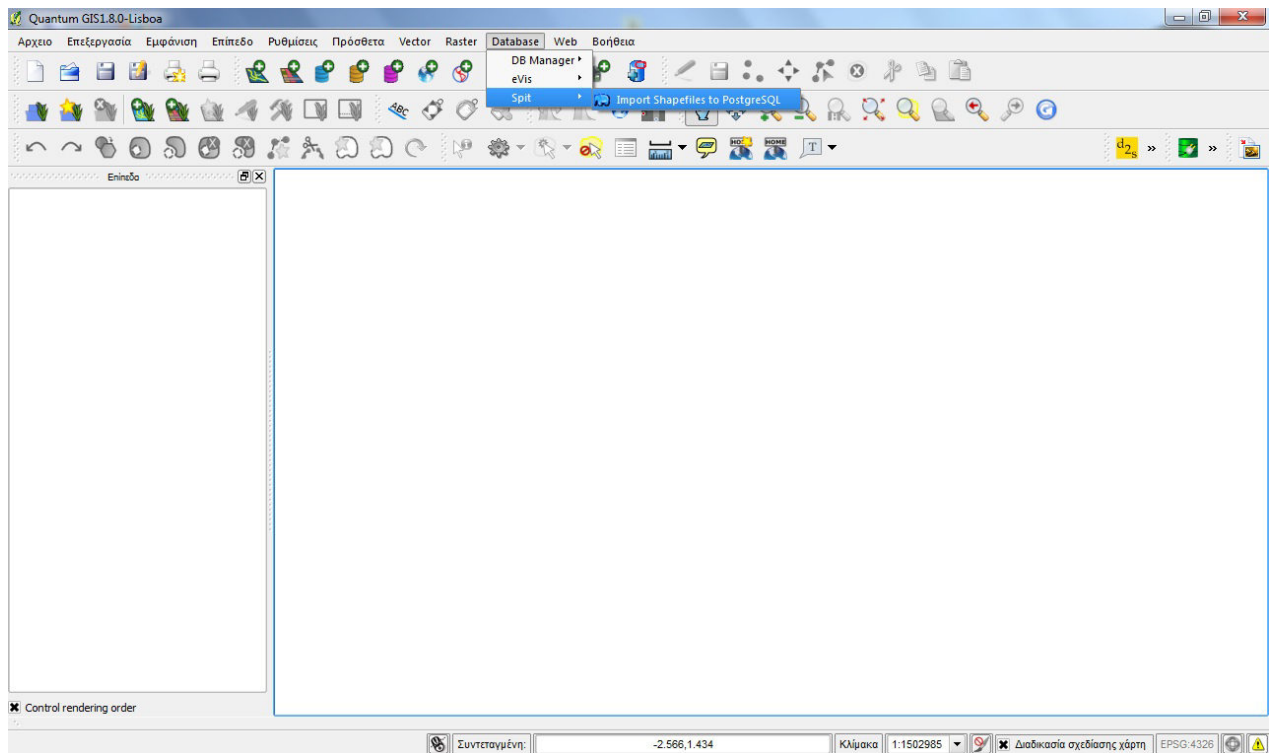 Quantum GIS1.8.0-Lisboa
Αρχειο Επεξεργασία Εμφάνιση Επίπεδο Ρυθμίσεις Πρόσθετα Vector Raster Database Web Βοήθεια
DB Manager
eVis
Spit
Import Shapefiles to PostgreSQL
ABC
T
d2s » »
Επίπεδα
Control rendering order
Συντεταγμένη: -2.566,1.434 Κλίμακα 1:1502985 Διαδικασία σχεδίασης χάρτη EPSG:4326